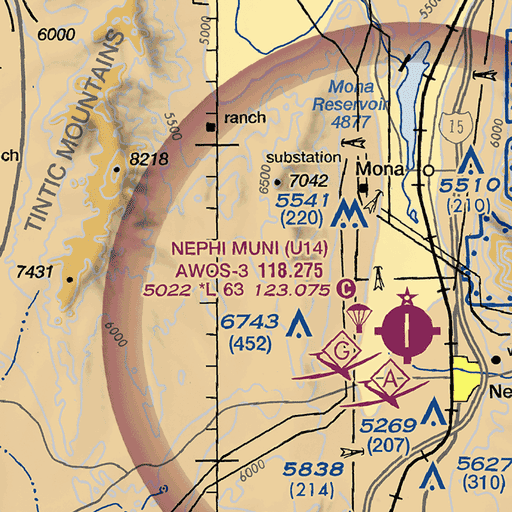 6000
5000
5500
TINTIC MOUNTAINS
5500
ranch
Mona
Reservoir
4877
15
6000
ch
8218
substation
6500
7042
Mona
5541
(220)
5510
(210)
NEPHI MUNI (U14)
AWOS-3 118.275
5022 *L 63 123.075 C
7431
6000
6743
(452)
G
A
Ne
5269
(207)
5838
(214)
6000
5627
(310)